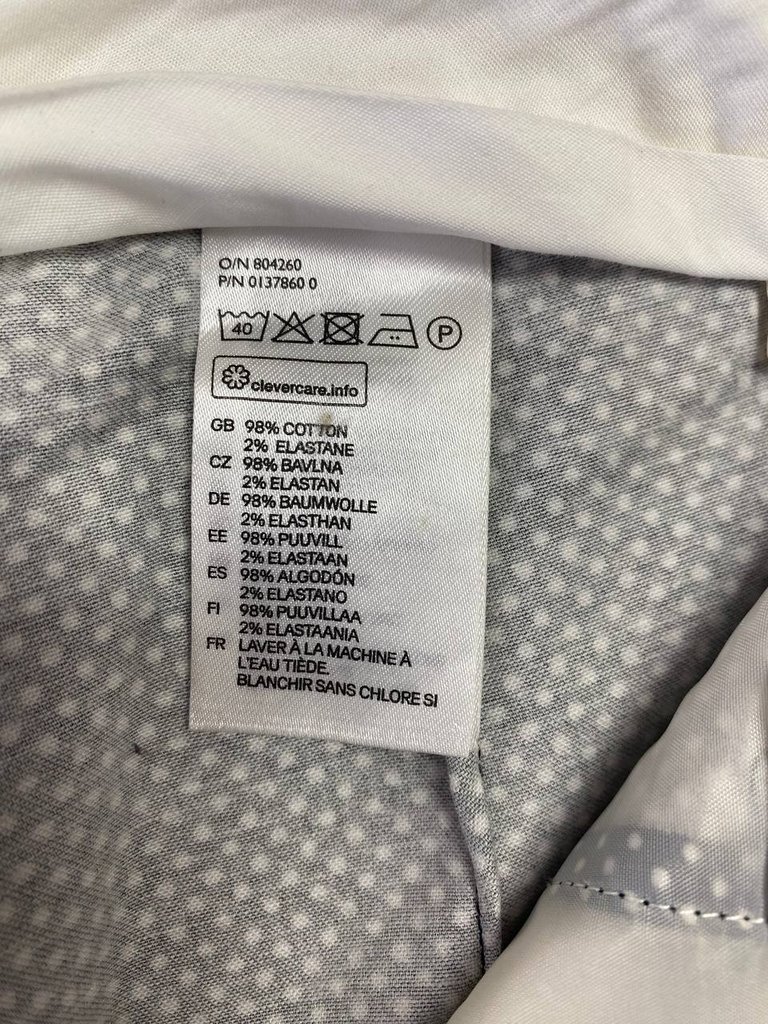 O/N 804260
P/N 0137860 0
40 P
clevercare.info
GB 98% COTTON
2% ELASTANE
CZ 98% BAVLNA
2% ELASTAN
DE 98% BAUMWOLLE
2% ELASTHAN
EE 98% PUUVILL
2% ELASTAAN
ES 98% ALGODÓN
2% ELASTANO
FI 98% PUUVILLAA
2% ELASTAANIA
FR LAVER À LA MACHINE À
L'EAU TIÈDE.
BLANCHIR SANS CHLORE SI